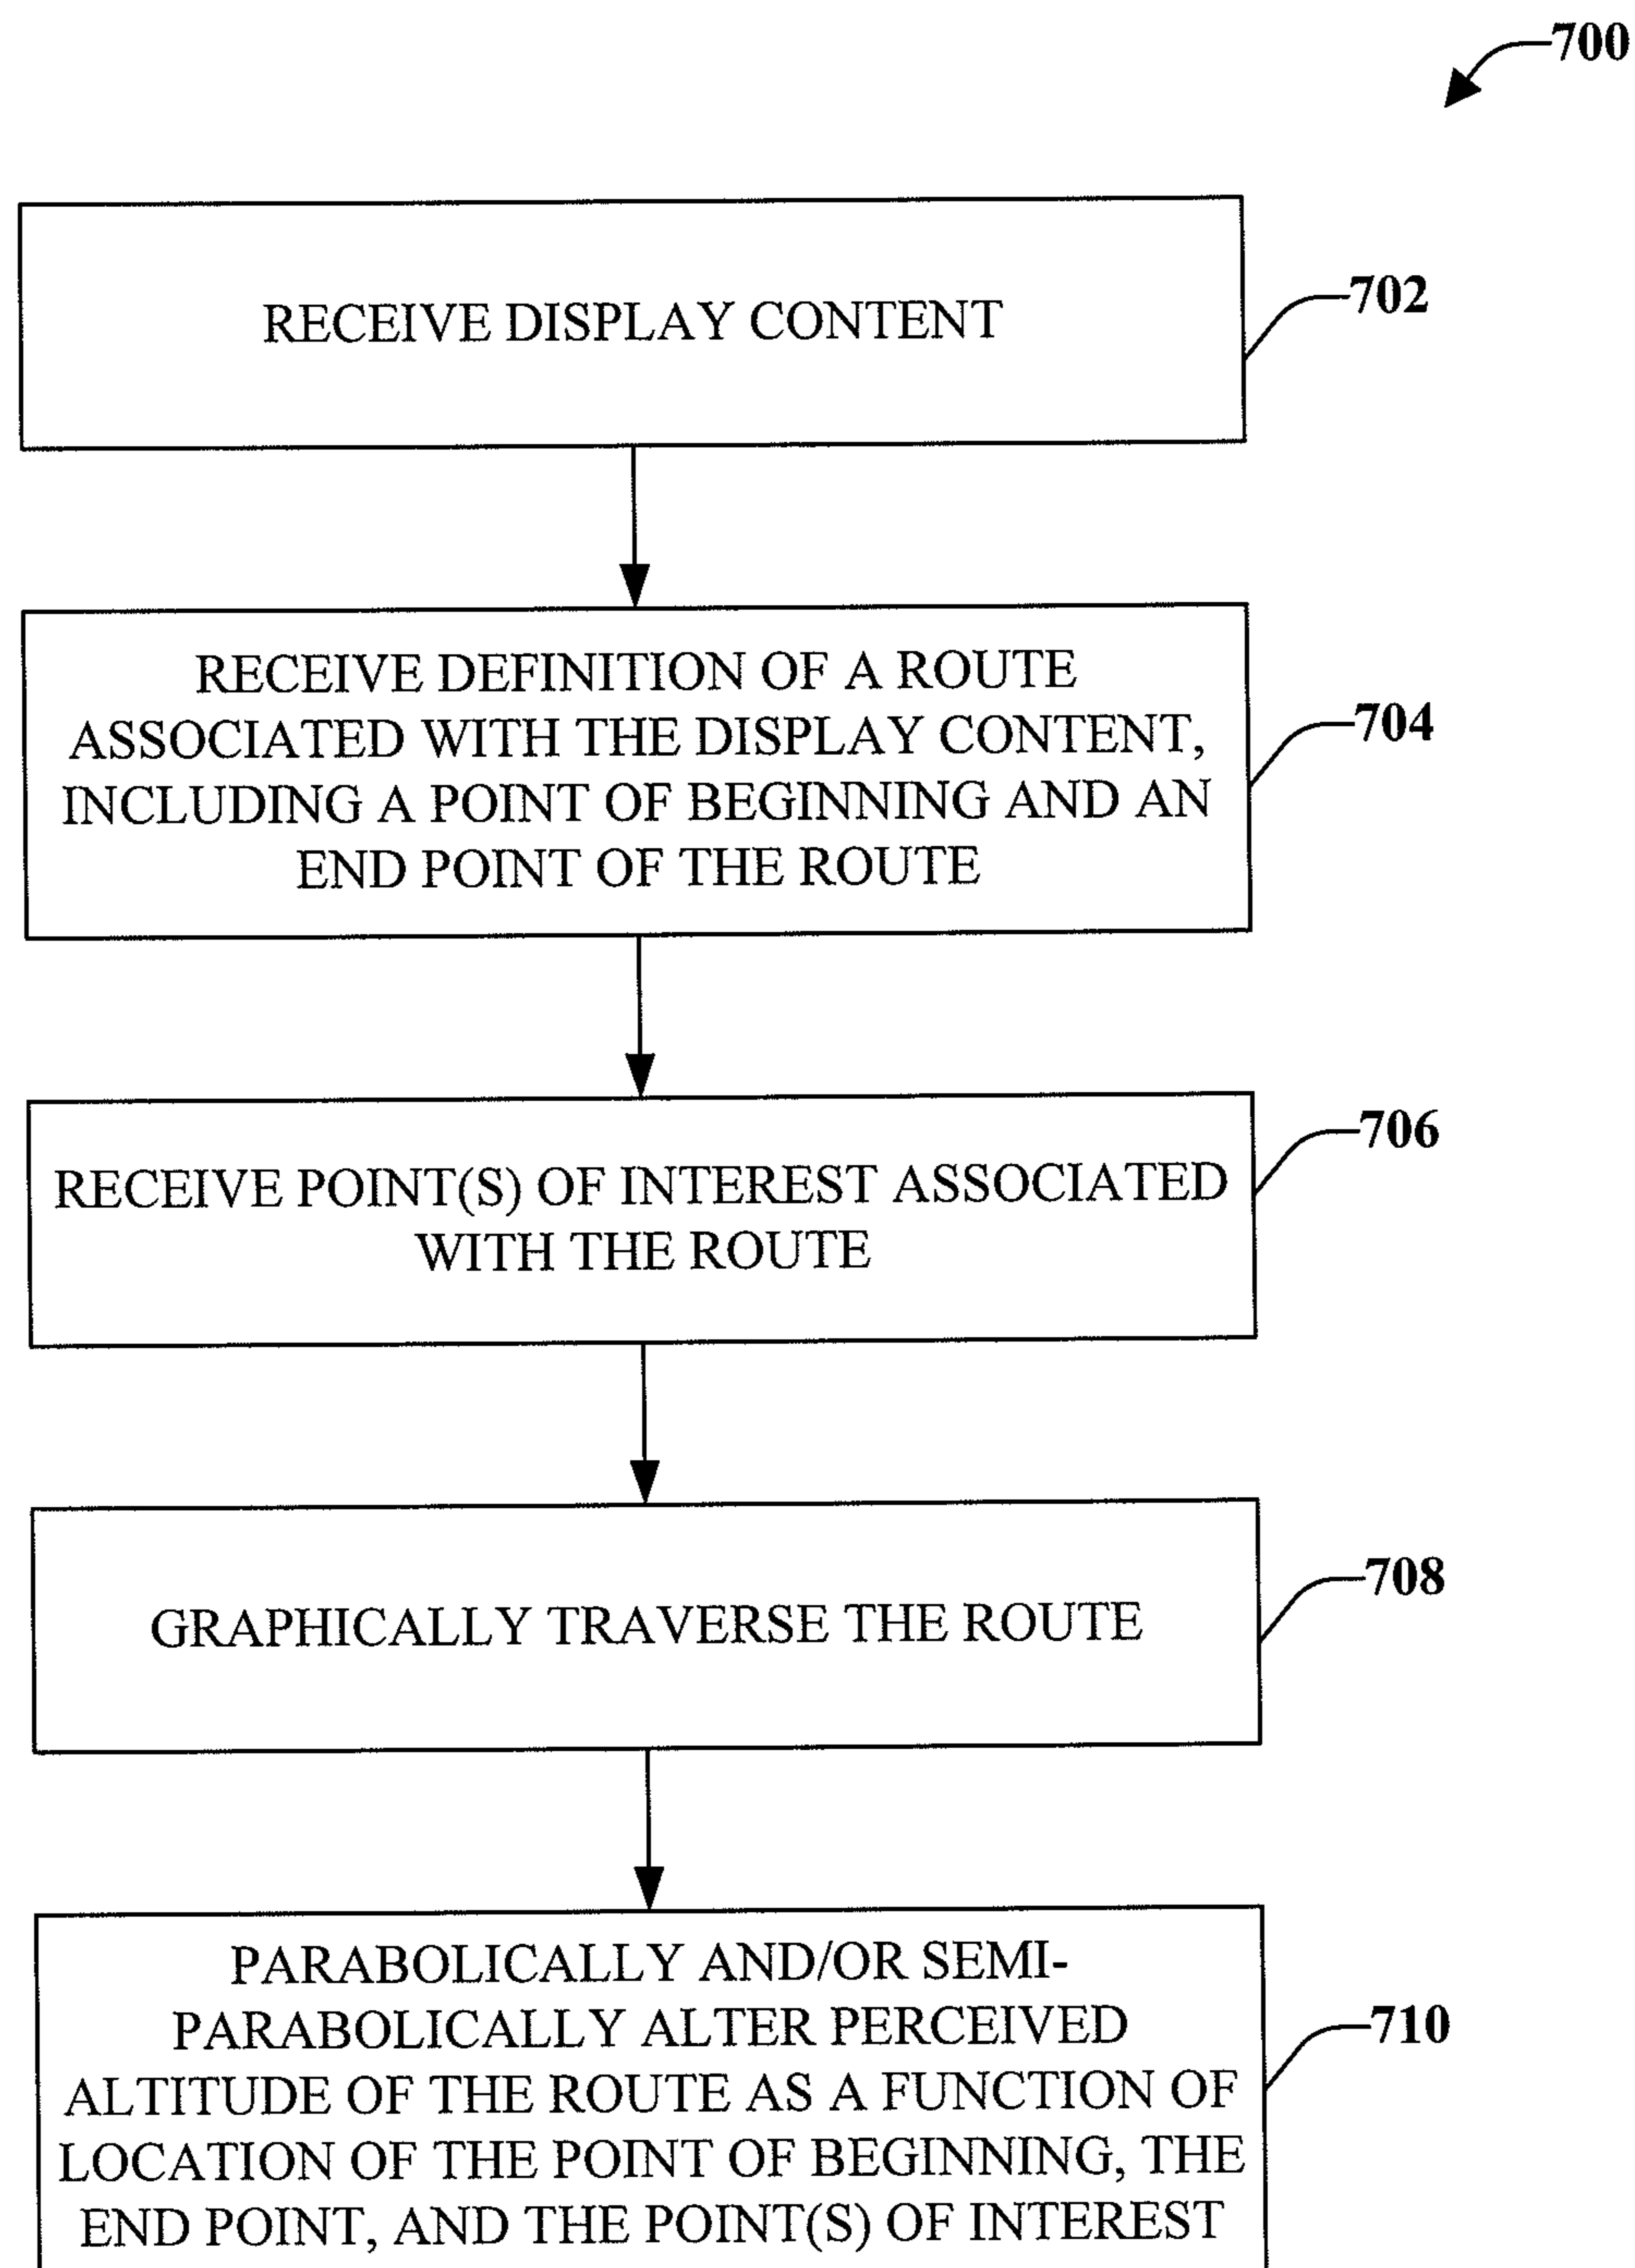 700
RECEIVE DISPLAY CONTENT
702
RECEIVE DEFINITION OF A ROUTE
ASSOCIATED WITH THE DISPLAY CONTENT,
INCLUDING A POINT OF BEGINNING AND AN
END POINT OF THE ROUTE
704
RECEIVE POINT(S) OF INTEREST ASSOCIATED
WITH THE ROUTE
706
GRAPHICALLY TRAVERSE THE ROUTE
708
PARABOLICALLY AND/OR SEMI-
PARABOLICALLY ALTER PERCEIVED
ALTITUDE OF THE ROUTE AS A FUNCTION OF
LOCATION OF THE POINT OF BEGINNING, THE
END POINT, AND THE POINT(S) OF INTEREST
710